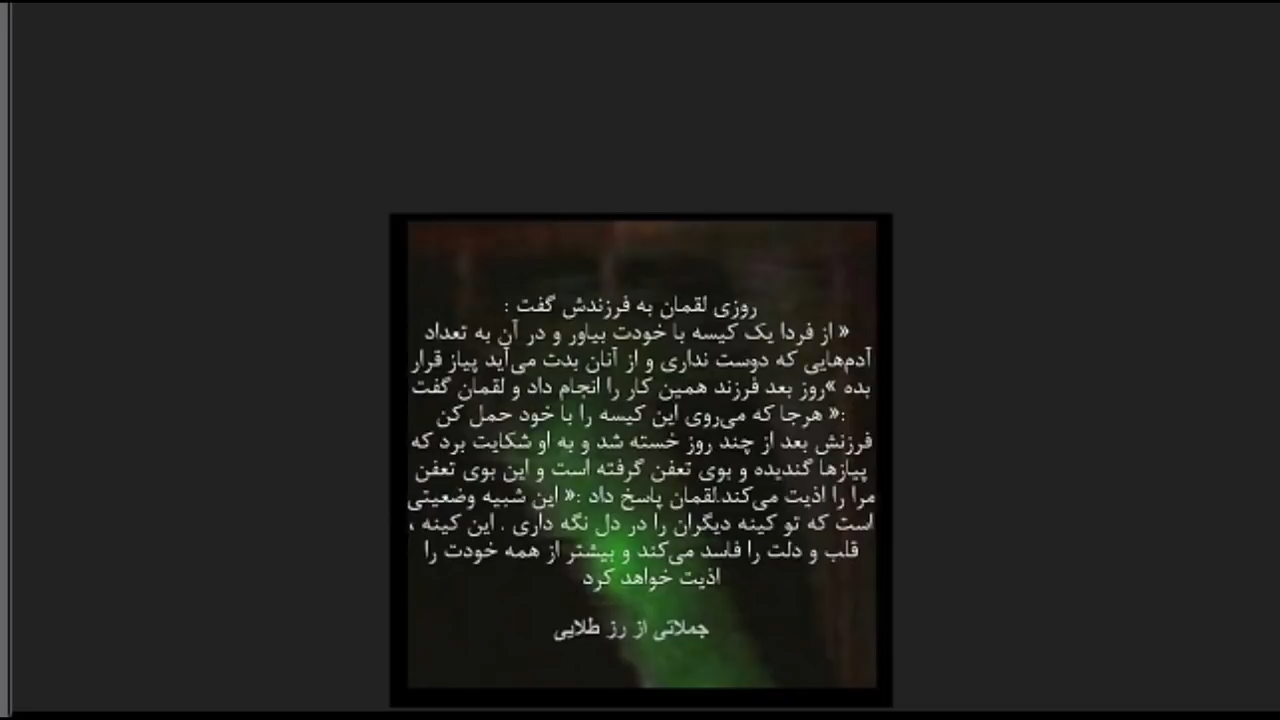 روزی لقمان به فرزندش گفت :
« از فردا یک کیسه با خودت بیاور و در آن به تعداد
آدم‌هایی که دوست نداری و از آنان بدت می‌آید پیاز قرار
بده »روز بعد فرزند همین کار را انجام داد و لقمان گفت
:« هرجا که می‌روی این کیسه را با خود حمل کن
فرزنش بعد از چند روز خسته شد و به او شکایت برد که
پیازها گندیده و بوی تعفن گرفته است و این بوی تعفن
مرا را اذیت می‌کند.لقمان پاسخ داد :« این شبیه وضعیتی
است که تو کینه دیگران را در دل نگه داری . این کینه ،
قلب و دلت را فاسد می‌کند و بیشتر از همه خودت را
اذیت خواهد کرد
جملاتی از رز طلایی